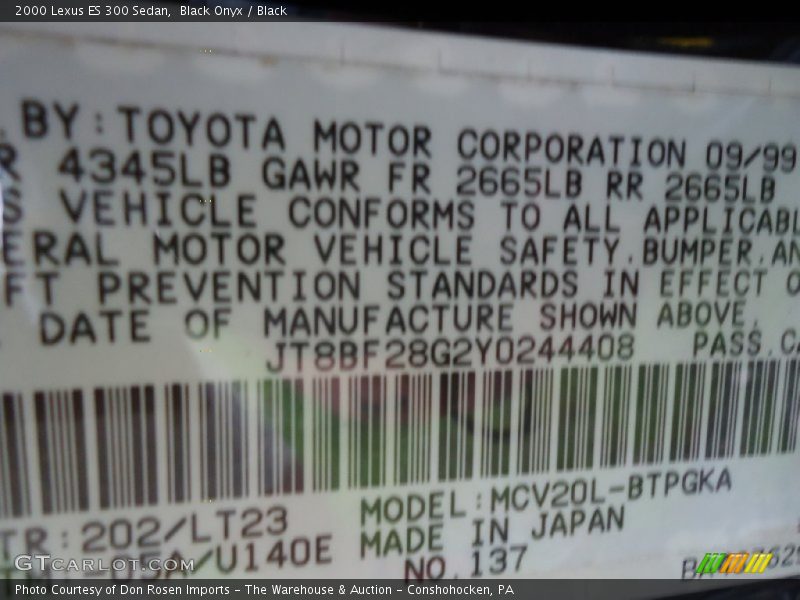 2000 Lexus ES 300 Sedan,  Black Onyx / Black
BY: TOYOTA MOTOR CORPORATION 09/99
R 4345LB GAWR FR 2665LB RR 2665LB
S VEHICLE CONFORMS TO ALL APPLICABL
ERAL MOTOR VEHICLE SAFETY.BUMPER.AN
FT PREVENTION STANDARDS IN EFFECT O
DATE OF MANUFACTURE SHOWN ABOVE.
JT8BF28G2Y0244408 PASS.CA
TR:202/LT23 MODEL:MCV20L-BTPGKA
-05A/U140E MADE IN JAPAN
NO.137
GTCarLot.com
Photo Courtesy of Don Rosen Imports - The Warehouse & Auction - Conshohocken, PA